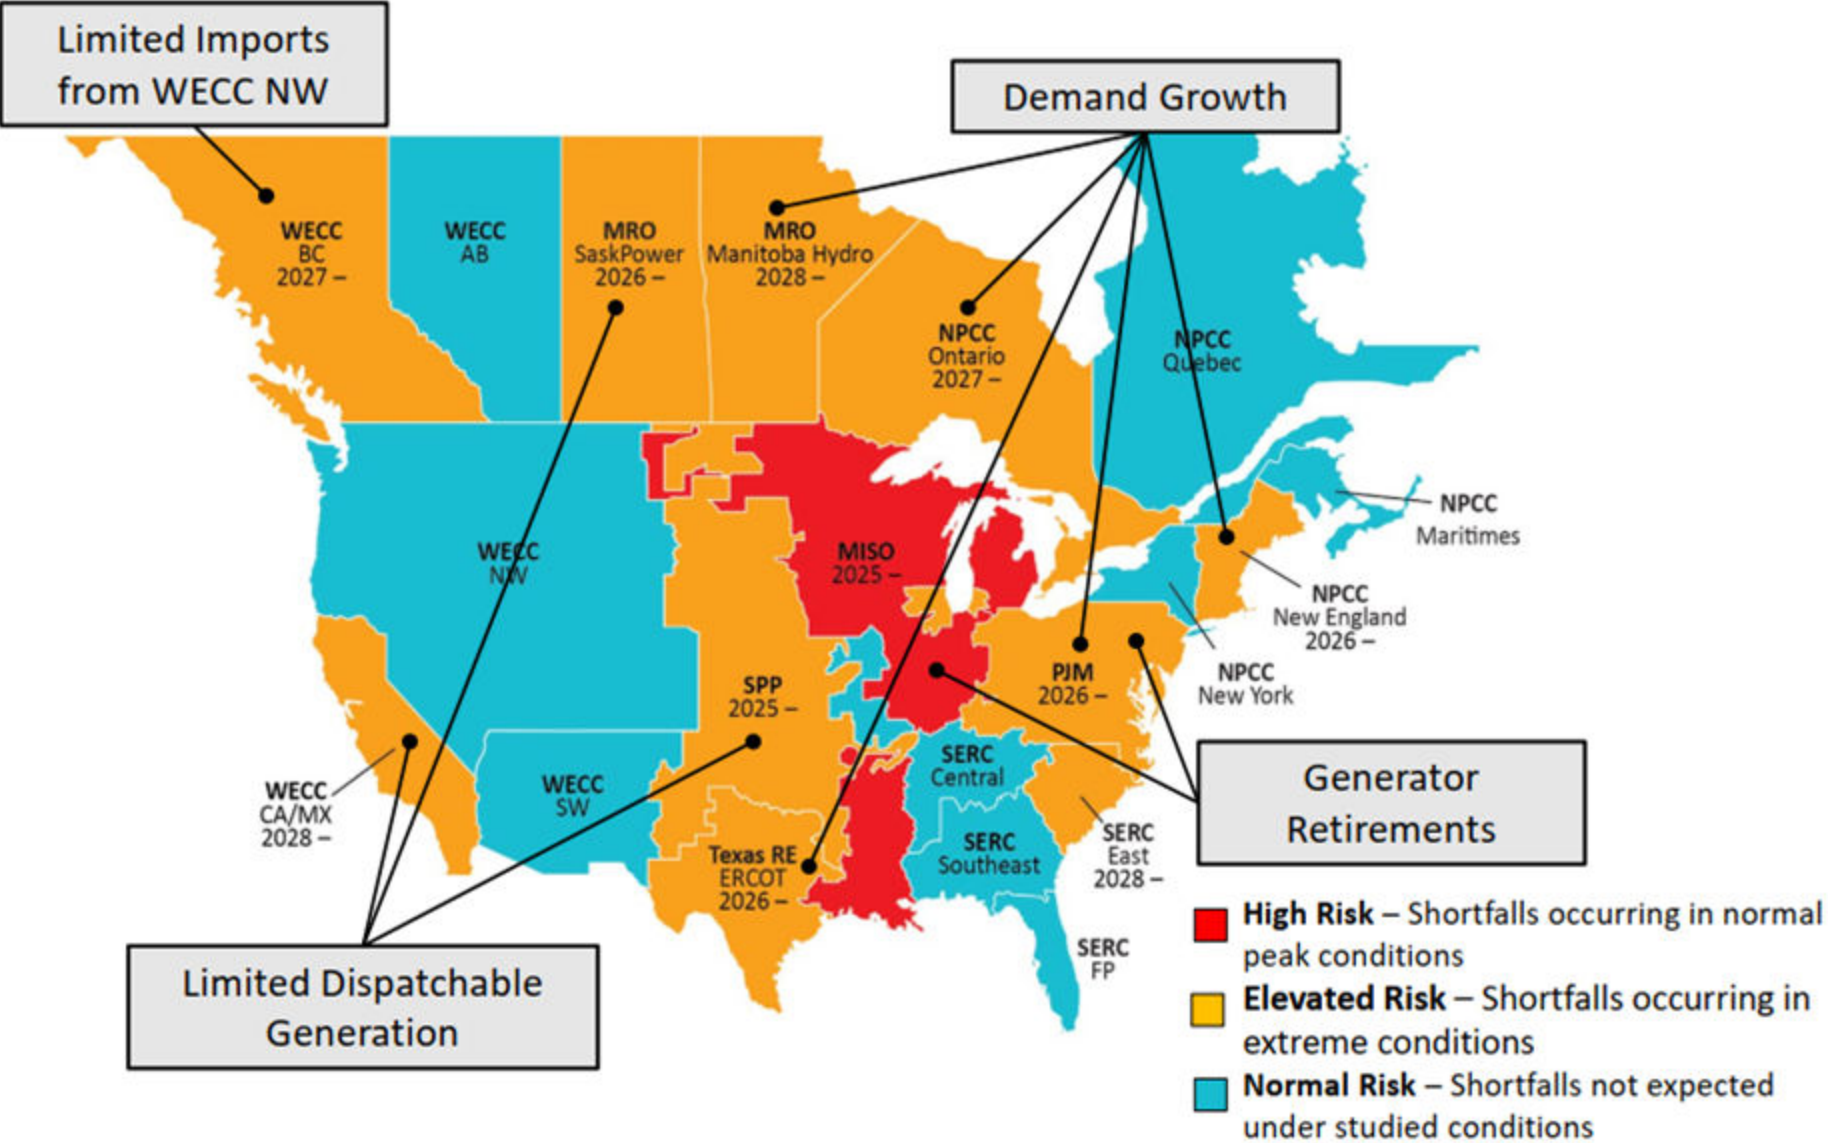 Limited Imports
from WECC NW
Demand Growth
WECC
BC
2027 –
WECC
AB
MRO
SaskPower
2026 –
MRO
Manitoba Hydro
2028 –
NPCC
Ontario
2027 –
NPCC
Quebec
NPCC
Maritimes
WECC
NW
MISO
2025 –
NPCC
New England
2026 –
NPCC
New York
PJM
2026 –
SPP
2025 –
WECC
CA/MX
2028 –
WECC
SW
SERC
Central
Generator
Retirements
Texas RE
ERCOT
2026 –
SERC
Southeast
SERC
East
2028 –
SERC
FP
Limited Dispatchable
Generation
High Risk – Shortfalls occurring in normal
peak conditions
Elevated Risk – Shortfalls occurring in
extreme conditions
Normal Risk – Shortfalls not expected
under studied conditions